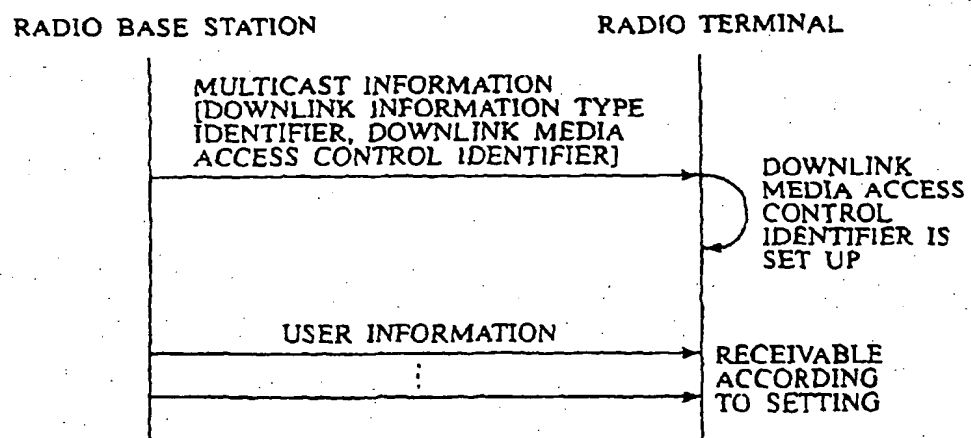 RADIO BASE STATION
RADIO TERMINAL
MULTICAST INFORMATION
[DOWNLINK INFORMATION TYPE
IDENTIFIER, DOWNLINK MEDIA
ACCESS CONTROL IDENTIFIER]
DOWNLINK
MEDIA ACCESS
CONTROL
IDENTIFIER IS
SET UP
USER INFORMATION
RECEIVABLE
ACCORDING
TO SETTING